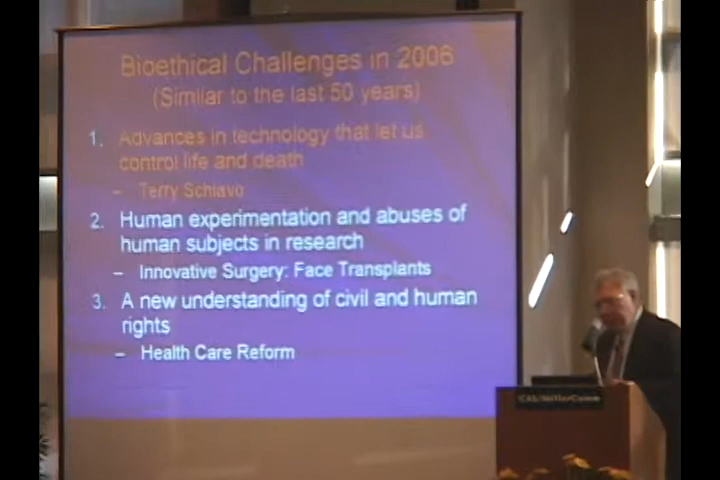 Bioethical Challenges in 2006
(Similar to the last 50 years)
1. Advances in technology that let us
control life and death
– Terry Schiavo
2. Human experimentation and abuses of
human subjects in research
– Innovative Surgery: Face Transplants
3. A new understanding of civil and human
rights
– Health Care Reform
CAS/MillerComm